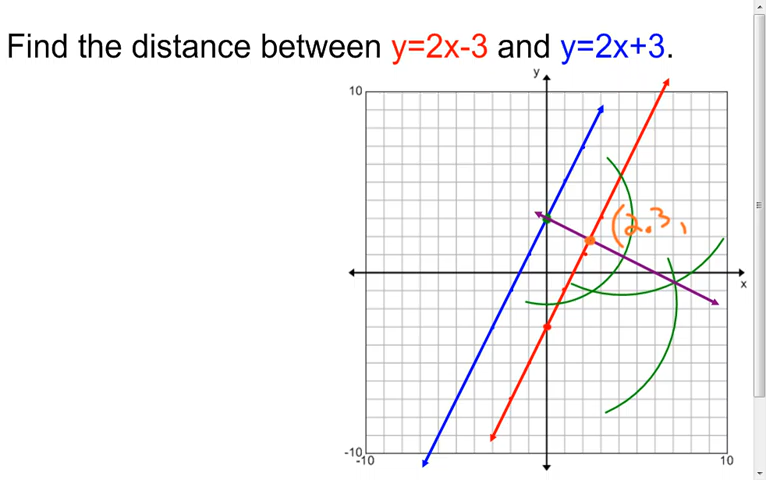 Find the distance between y=2x-3 and y=2x+3.
y
10
(2.3,
x
-10
-10
10